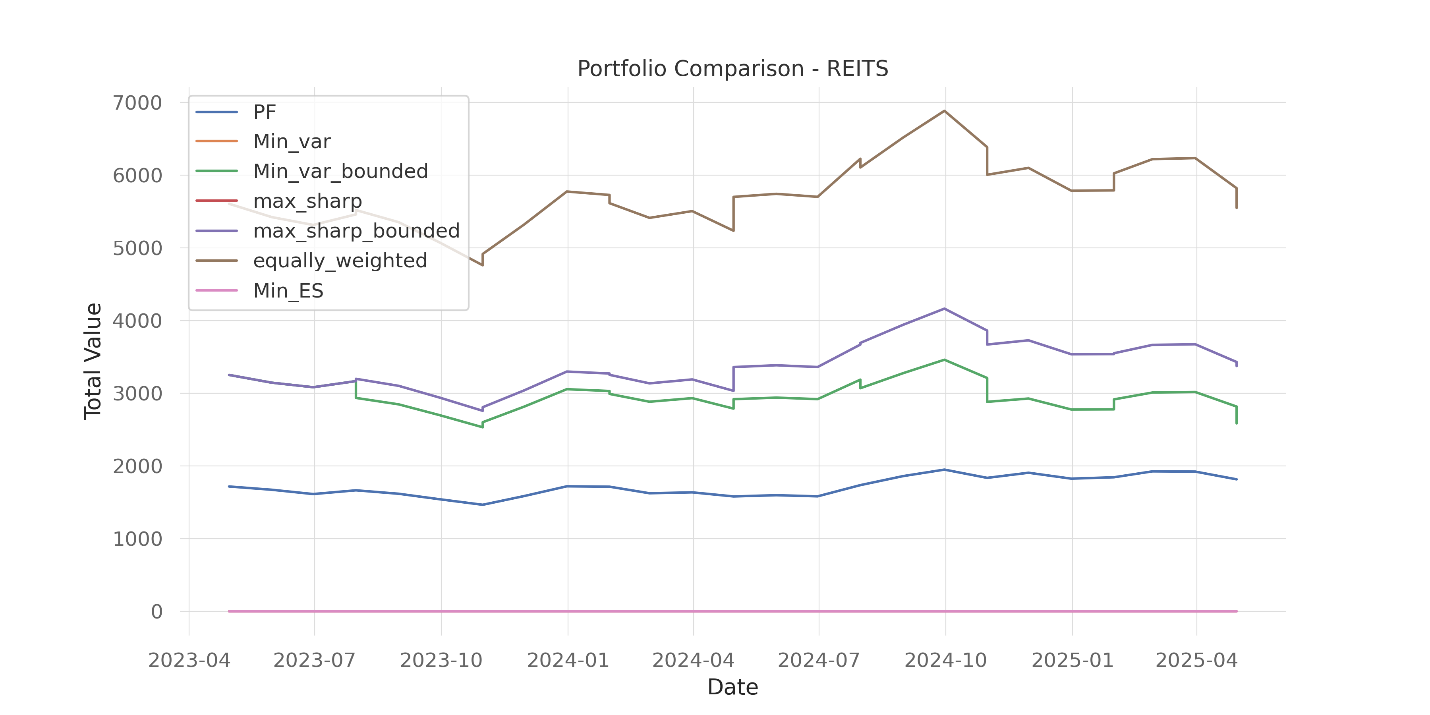 Portfolio Comparison - REITS
PF
Min_var
Min_var_bounded
max_sharp
max_sharp_bounded
equally_weighted
Min_ES
Total Value
7000
6000
5000
4000
3000
2000
1000
0
2023-04 2023-07 2023-10 2024-01 2024-04 2024-07 2024-10 2025-01 2025-04
Date